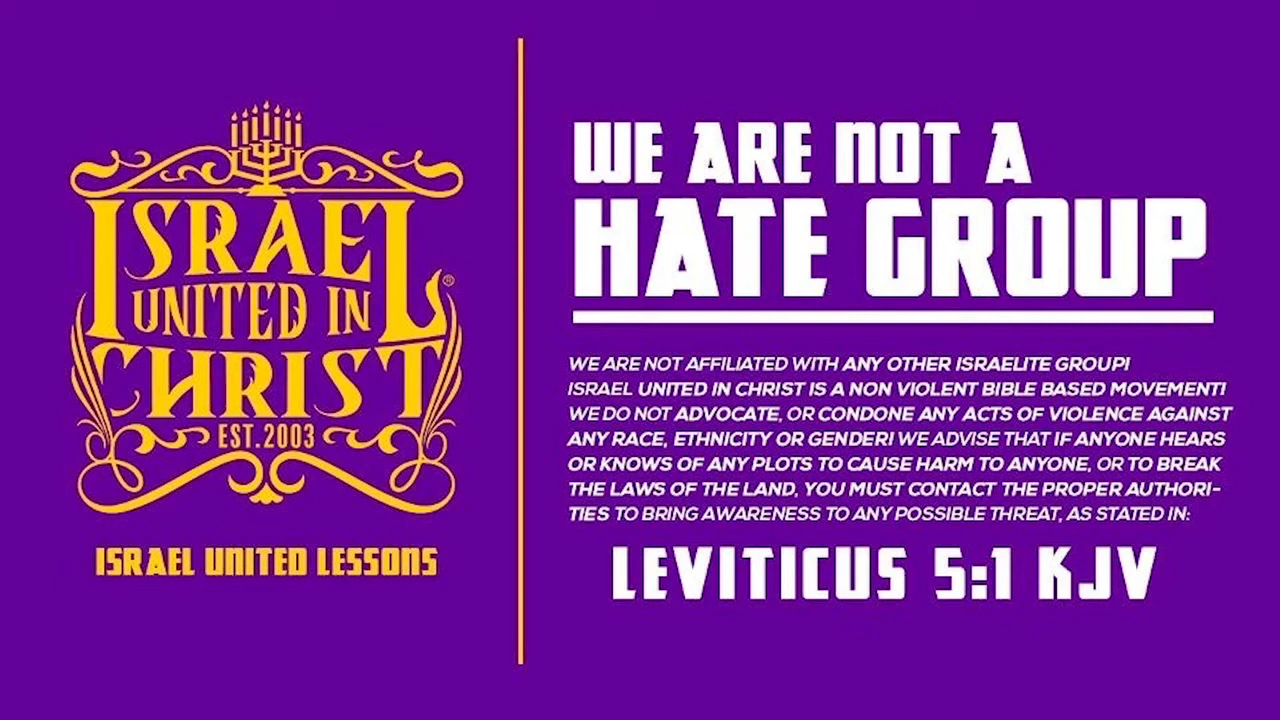 ISRAEL
UNITED IN
CHRIST
EST. 2003
ISRAEL UNITED LESSONS
WE ARE NOT A
HATE GROUP
WE ARE NOT AFFILIATED WITH ANY OTHER ISRAELITE GROUP!
ISRAEL UNITED IN CHRIST IS A NON VIOLENT BIBLE BASED MOVEMENT!
WE DO NOT ADVOCATE, OR CONDONE ANY ACTS OF VIOLENCE AGAINST
ANY RACE, ETHNICITY OR GENDER! WE ADVISE THAT IF ANYONE HEARS
OR KNOWS OF ANY PLOTS TO CAUSE HARM TO ANYONE, OR TO BREAK
THE LAWS OF THE LAND, YOU MUST CONTACT THE PROPER AUTHORI-
TIES TO BRING AWARENESS TO ANY POSSIBLE THREAT, AS STATED IN:
LEVITICUS 5:1 KJV